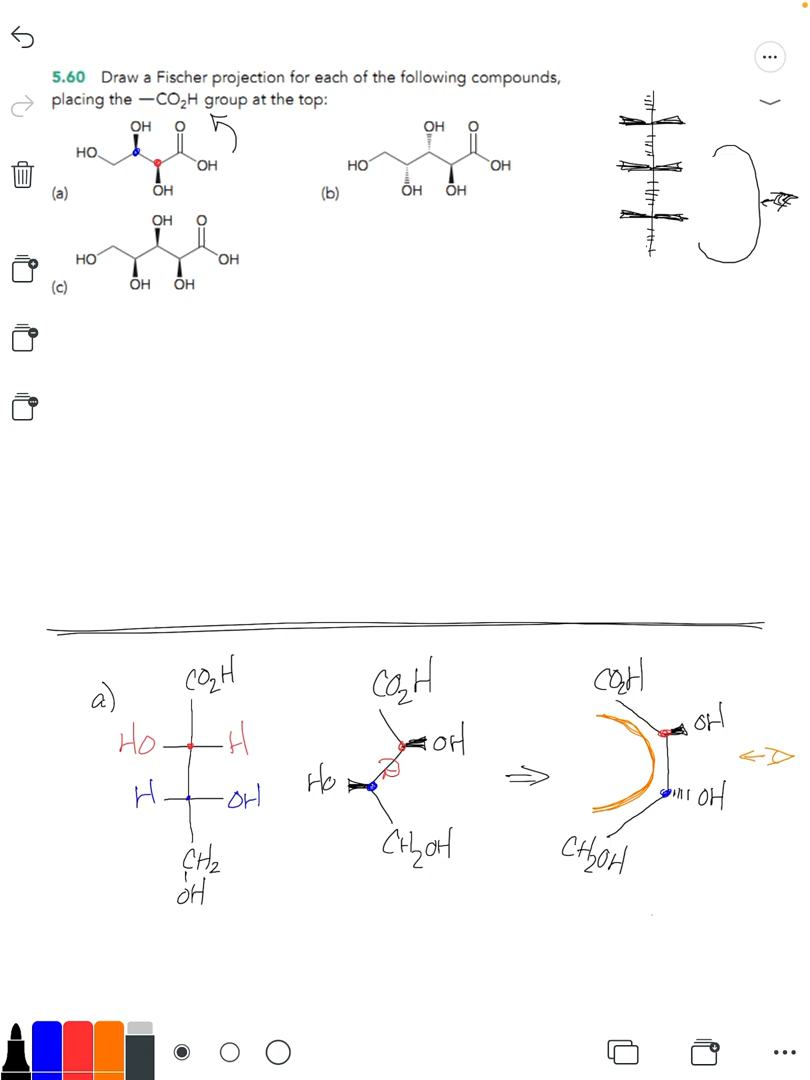 5.60 Draw a Fischer projection for each of the following compounds,
placing the —CO₂H group at the top:
OH O
HO
OH
OH
(a)
OH O
HO
OH
OH OH
(b)
OH O
HO
OH
OH OH
(c)
a)
CO₂H
HO H
H OH
CH₂
OH
CO₂H
OH
HO
CH₂OH
CO₂H
OH
OH
CH₂OH